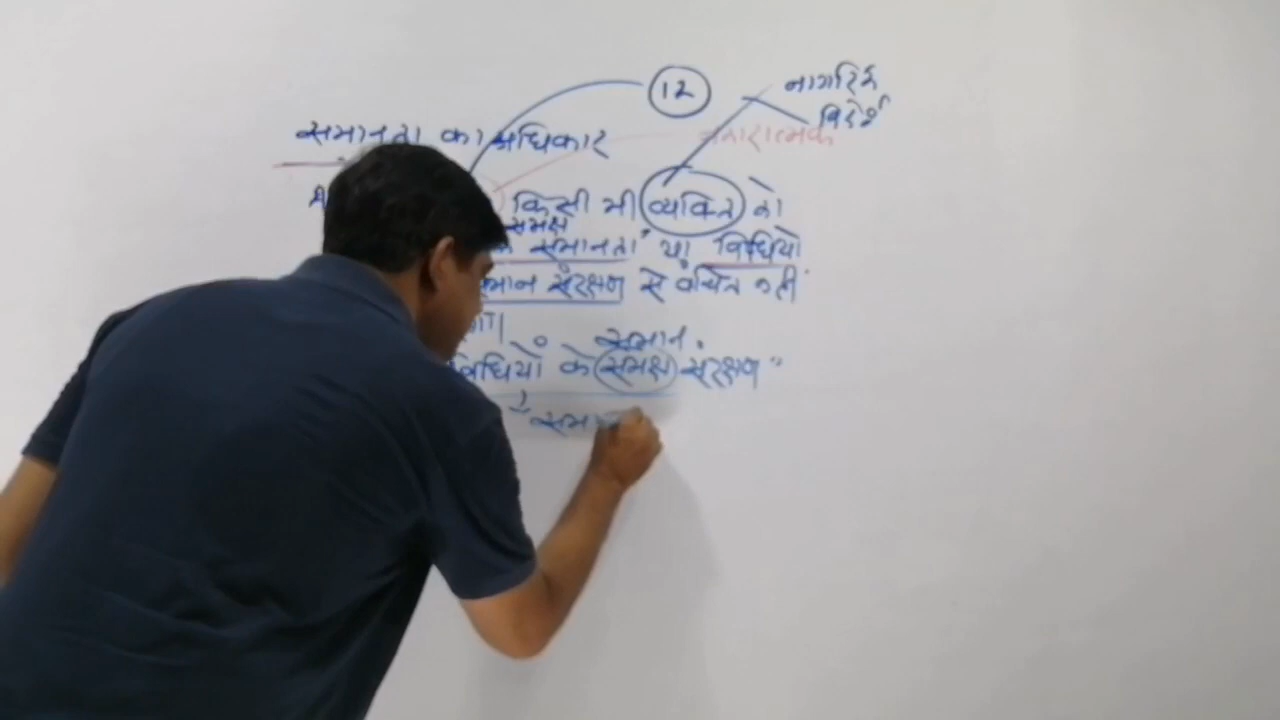 12
नागरिक
विदेशी
समानता का अधिकार
नकारात्मक
किसी भी व्यक्ति को
समक्ष
समानता" या विधियों
समान संरक्षण से वंचित नहीं
समान
विधियों के समक्ष संरक्षण"